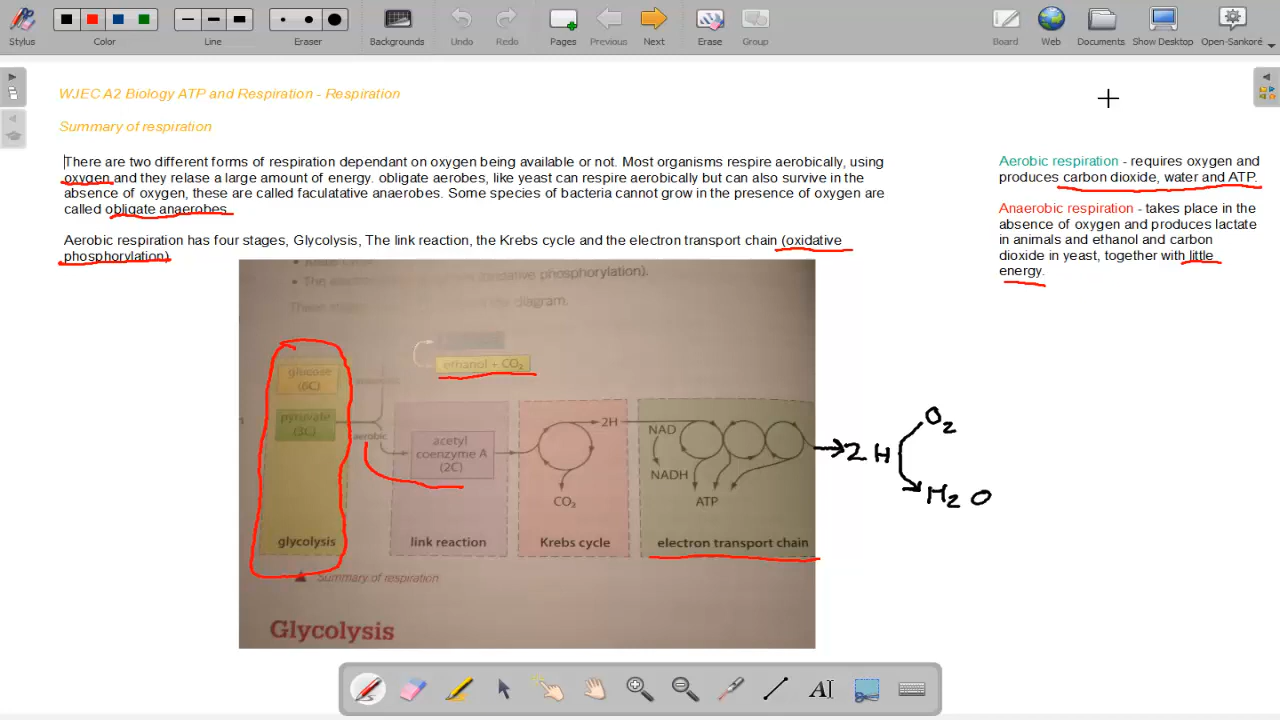 Stylus
Color
Line
Eraser
Backgrounds
Undo
Redo
Pages
Previous
Next
Erase
Group
Board
Web
Documents
Show Desktop
Open-Sankoré
WJEC A2 Biology ATP and Respiration - Respiration
Summary of respiration
There are two different forms of respiration dependant on oxygen being available or not. Most organisms respire aerobically, using
oxygen and they relase a large amount of energy. obligate aerobes, like yeast can respire aerobically but can also survive in the
absence of oxygen, these are called faculatative anaerobes. Some species of bacteria cannot grow in the presence of oxygen are
called obligate anaerobes.
Aerobic respiration has four stages, Glycolysis, The link reaction, the Krebs cycle and the electron transport chain (oxidative
phosphorylation)
Aerobic respiration - requires oxygen and
produces carbon dioxide, water and ATP.
Anaerobic respiration - takes place in the
absence of oxygen and produces lactate
in animals and ethanol and carbon
dioxide in yeast, together with little
energy.
(oxidative phosphorylation).
the diagram.
ethanol + CO₂
glucose
(6C)
pyruvate
(3C)
aerobic
acetyl
coenzyme A
(2C)
2H
CO₂
NAD
NADH
ATP
glycolysis
link reaction
Krebs cycle
electron transport chain
2H
O₂
H₂O
Summary of respiration
Glycolysis